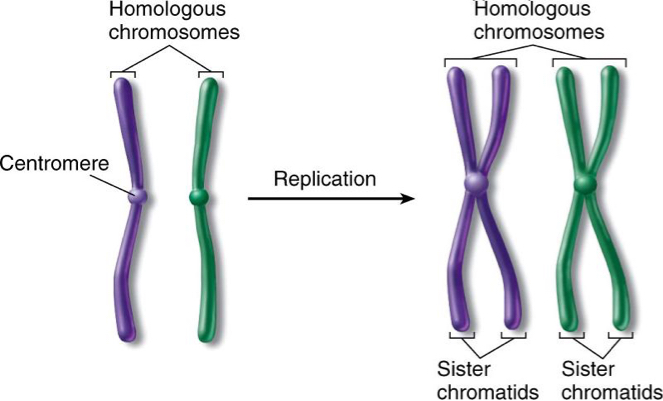 Homologous
chromosomes
Homologous
chromosomes
Centromere
Replication
Sister
chromatids
Sister
chromatids